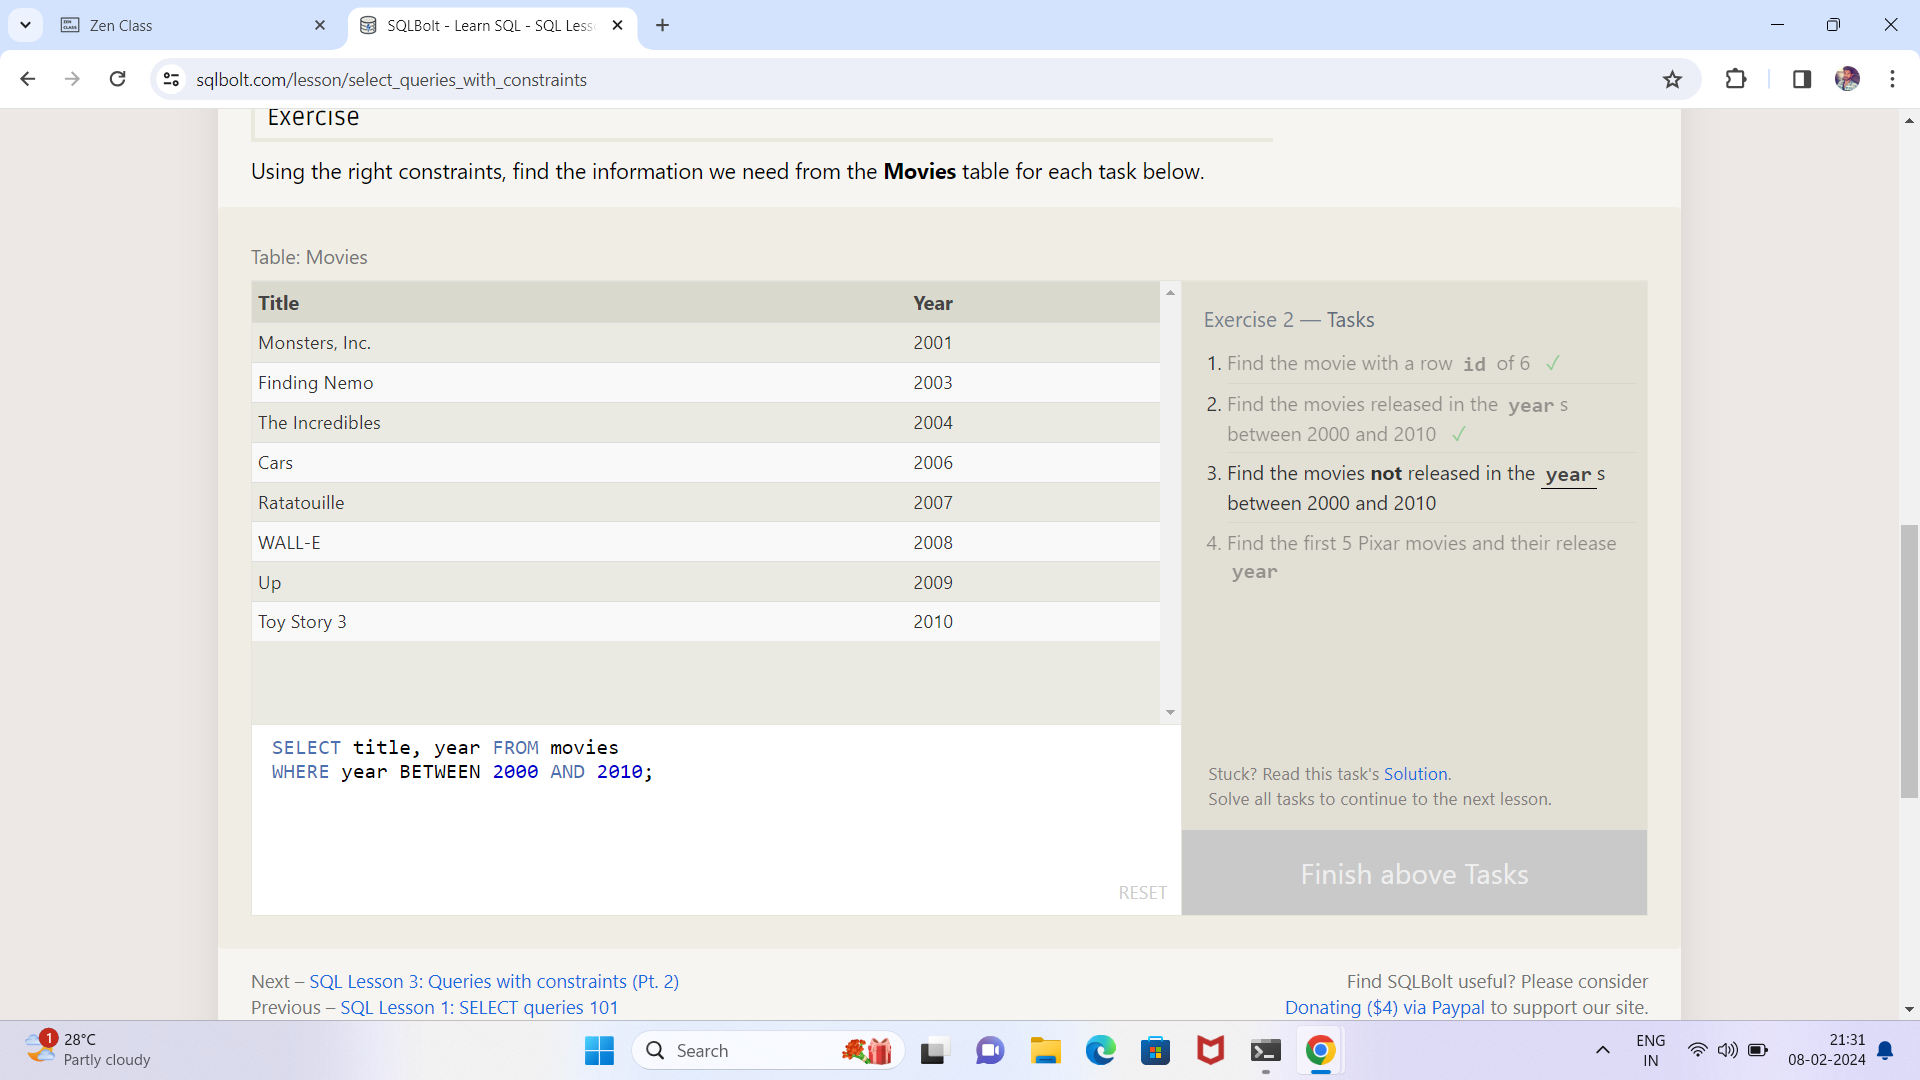 Zen Class
SQLBolt - Learn SQL - SQL Less
sqlbolt.com/lesson/select_queries_with_constraints
Exercise
Using the right constraints, find the information we need from the Movies table for each task below.
Table: Movies
Title Year
Monsters, Inc. 2001
Finding Nemo 2003
The Incredibles 2004
Cars 2006
Ratatouille 2007
WALL-E 2008
Up 2009
Toy Story 3 2010
SELECT title, year FROM movies
WHERE year BETWEEN 2000 AND 2010;
RESET
Exercise 2 — Tasks
1. Find the movie with a row id of 6 ✓
2. Find the movies released in the year s
between 2000 and 2010 ✓
3. Find the movies not released in the year s
between 2000 and 2010
4. Find the first 5 Pixar movies and their release
year
Stuck? Read this task's Solution.
Solve all tasks to continue to the next lesson.
Finish above Tasks
Next – SQL Lesson 3: Queries with constraints (Pt. 2)
Previous – SQL Lesson 1: SELECT queries 101
Find SQLBolt useful? Please consider
Donating ($4) via Paypal to support our site.
1
28°C
Partly cloudy
Search
ENG
IN
21:31
08-02-2024